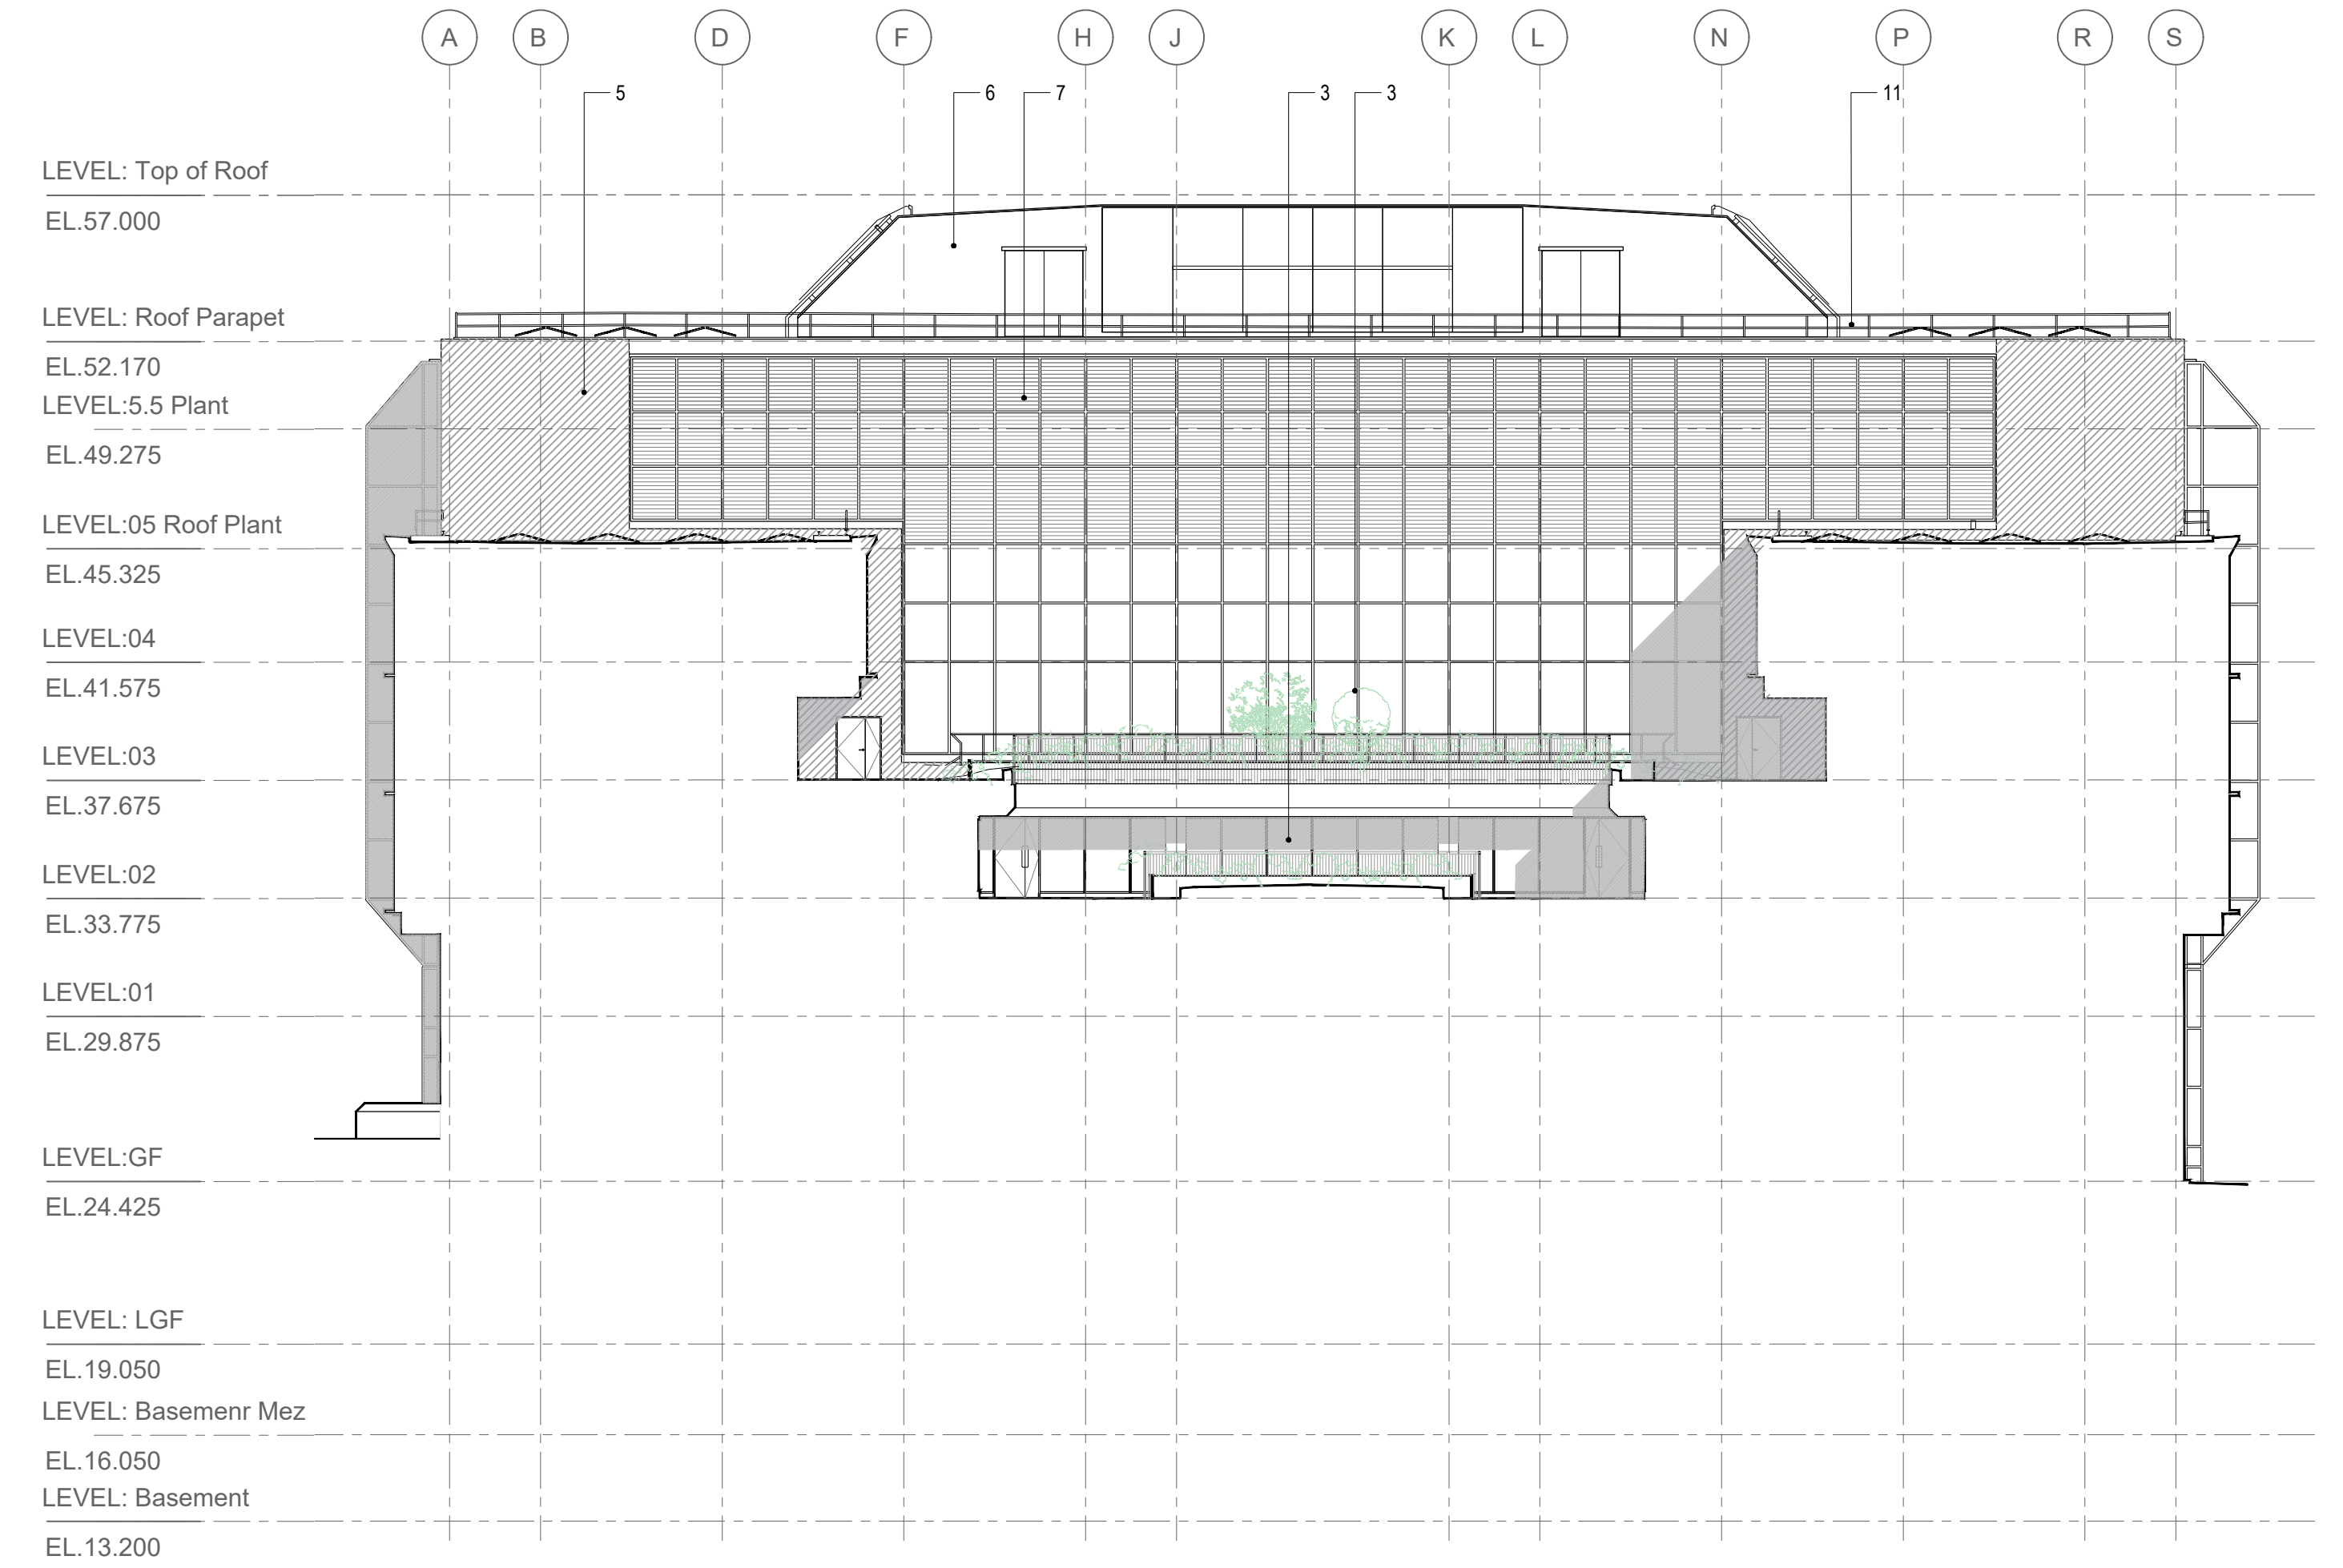 A B D F H J K L N P R S
5 6 7 3 3 11
LEVEL: Top of Roof
EL.57.000
LEVEL: Roof Parapet
EL.52.170
LEVEL:5.5 Plant
EL.49.275
LEVEL:05 Roof Plant
EL.45.325
LEVEL:04
EL.41.575
LEVEL:03
EL.37.675
LEVEL:02
EL.33.775
LEVEL:01
EL.29.875
LEVEL:GF
EL.24.425
LEVEL: LGF
EL.19.050
LEVEL: Basemenr Mez
EL.16.050
LEVEL: Basement
EL.13.200